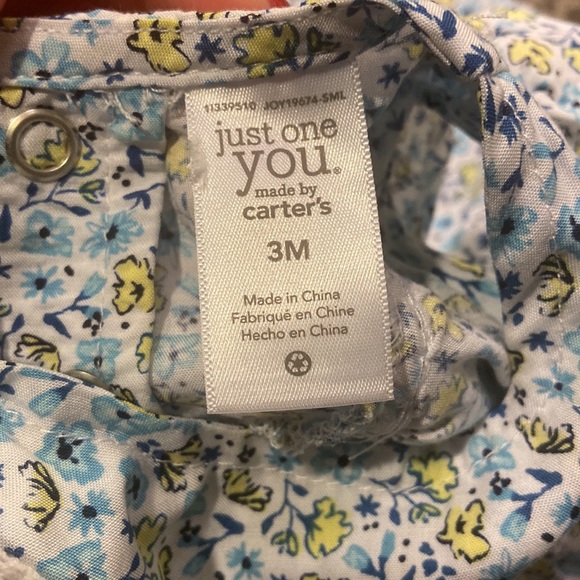 11339510 JOY19674-SML
just one
you®
made by
carter's
3M
Made in China
Fabriqué en Chine
Hecho en China